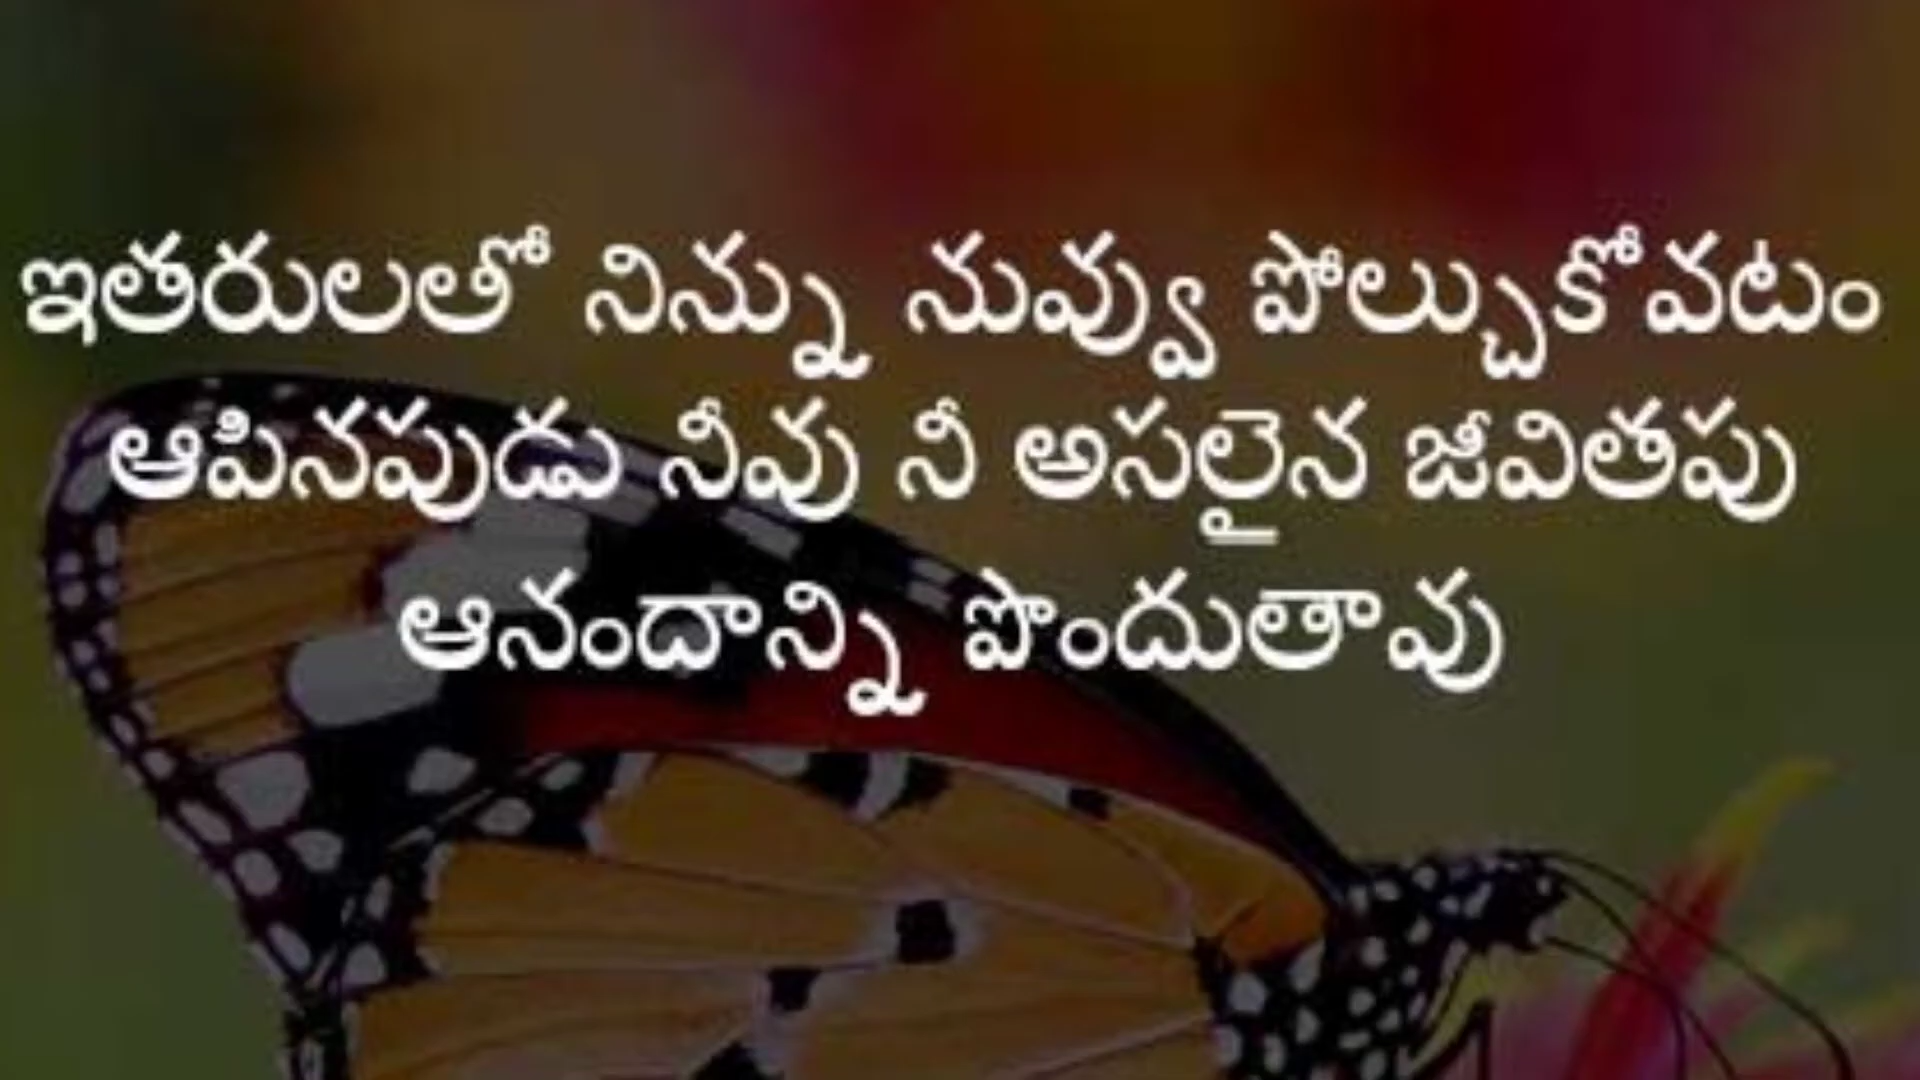 ఇతరులతో నిన్ను నువ్వు పోల్చుకోవటం
ఆపినపుడు నీవు నీ అసలైన జీవితపు
ఆనందాన్ని పొందుతావు